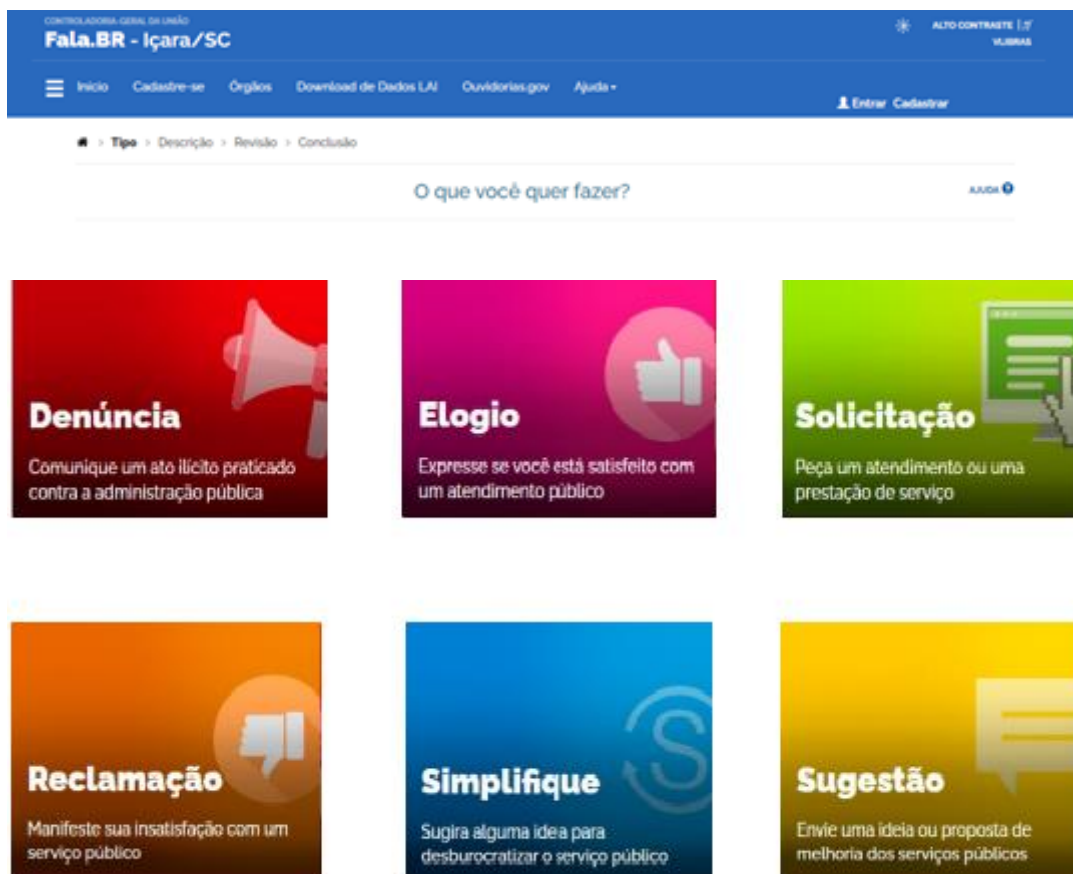 CONTROLADORIA-GERAL DA UNIÃO
Fala.BR - Içara/SC
ALTO CONTRASTE |
VLIBRAS
Início Cadastre-se Órgãos Download de Dados LAI Ouvidorias.gov Ajuda
Entrar Cadastrar
> Tipo > Descrição > Revisão > Conclusão
O que você quer fazer?
AJUDA
Denúncia
Comunique um ato ilícito praticado
contra a administração pública
Elogio
Expresse se você está satisfeito com
um atendimento público
Solicitação
Peça um atendimento ou uma
prestação de serviço
Reclamação
Manifeste sua insatisfação com um
serviço público
Simplifique
Sugira alguma idea para
desburocratizar o serviço público
Sugestão
Envie uma ideia ou proposta de
melhoria dos serviços públicos